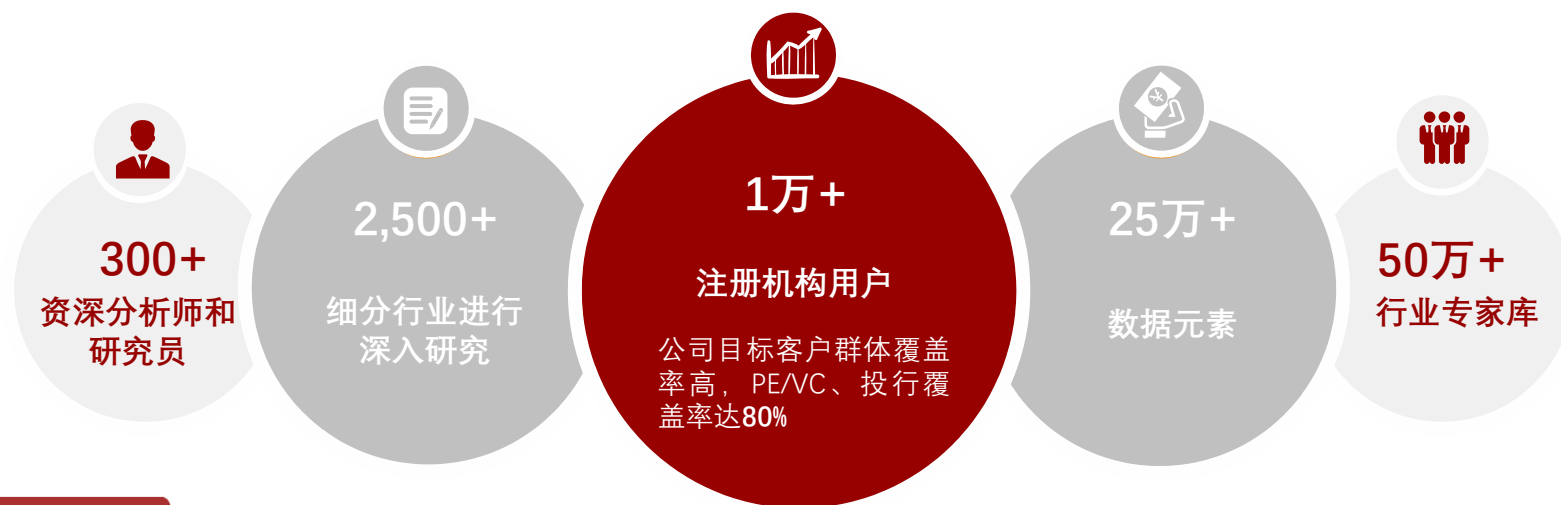 300+
资深分析师和
研究员
2,500+
细分行业进行
深入研究
1万+
注册机构用户
公司目标客户群体覆盖
率高，PE/VC、投行覆
盖率达80%
25万+
数据元素
50万+
行业专家库